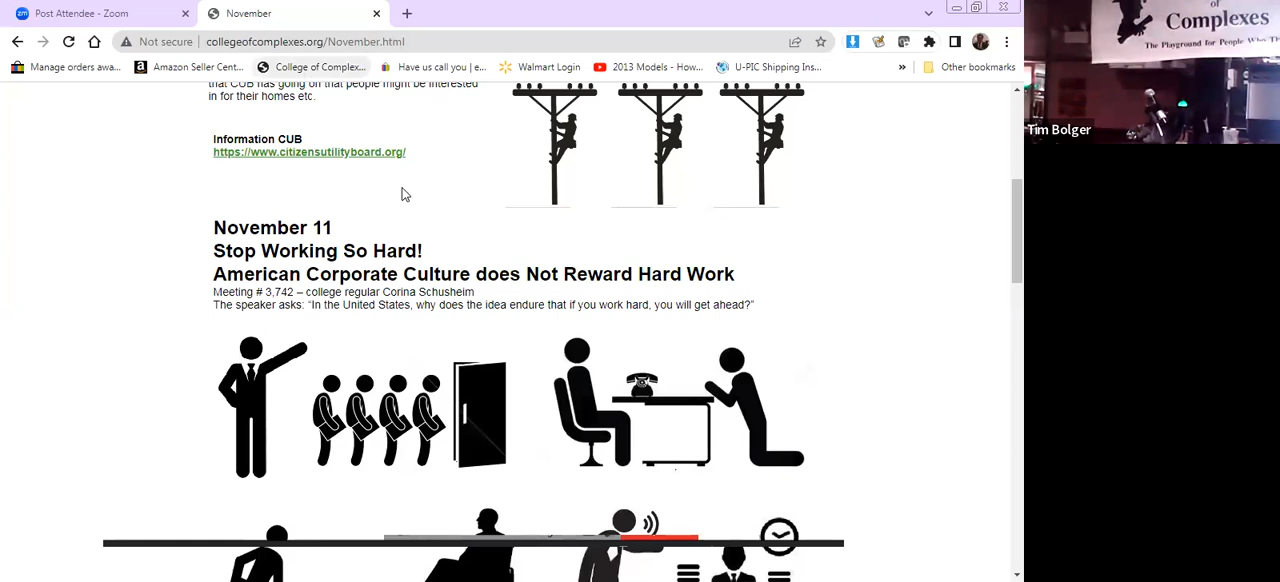 zm Post Attendee - Zoom
November
Not secure
collegeofcomplexes.org/November.html
Manage orders awa...
Amazon Seller Cent...
College of Complex...
Have us call you | e...
Walmart Login
2013 Models - How...
U-PIC Shipping Ins...
»
Other bookmarks
that CUB has going on that people might be interested
in for their homes etc.
Information CUB
https://www.citizensutilityboard.org/
November 11
Stop Working So Hard!
American Corporate Culture does Not Reward Hard Work
Meeting # 3,742 – college regular Corina Schusheim
The speaker asks: “In the United States, why does the idea endure that if you work hard, you will get ahead?”
of
Complexes
The Playground for People Who
Tim Bolger